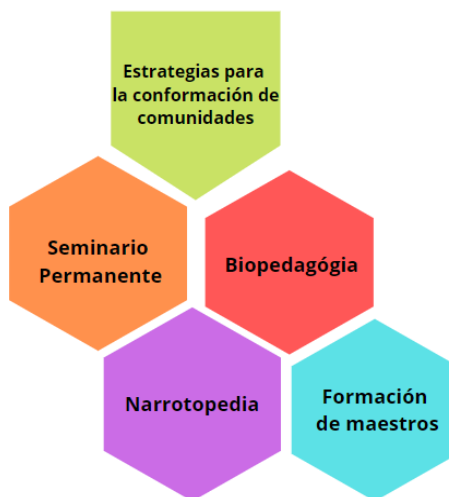 Estrategias para
la conformación de
comunidades
Seminario
Permanente
Biopedagógia
Narrotopedia
Formación
de maestros